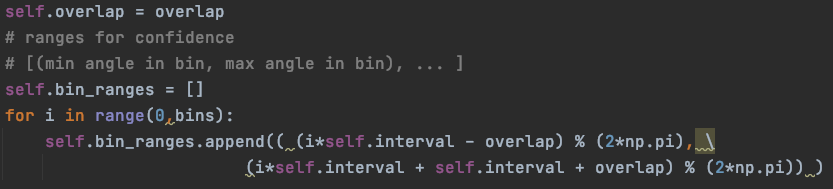 self.overlap = overlap
# ranges for confidence
# [(min angle in bin, max angle in bin), ... ]
self.bin_ranges = []
for i in range(0,bins):
    self.bin_ranges.append(( (i*self.interval - overlap) % (2*np.pi), \
                (i*self.interval + self.interval + overlap) % (2*np.pi)) )